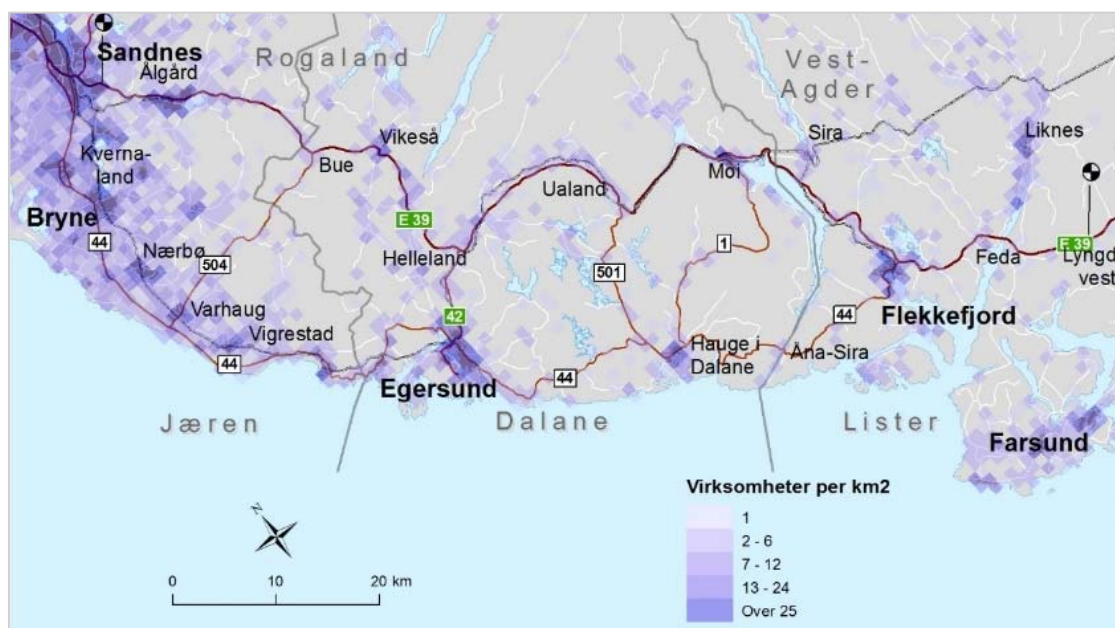 Sandnes
Ålgård
Rogaland
Vest-
Agder
Vikeså
Bue
Kverna-
land
Sira
Liknes
Moi
Ualand
E 39
Bryne
44
Nærbø
504
Helleland
1
501
Feda
E 39
Lyngd
vest
Varhaug
Vigrestad
42
Flekkefjord
44
Hauge i
Dalane
Åna-Sira
44
Egersund
44
Jæren
Dalane
Lister
Farsund
Virksomheter per km2
1
2 - 6
7 - 12
13 - 24
Over 25
N
0 10 20 km